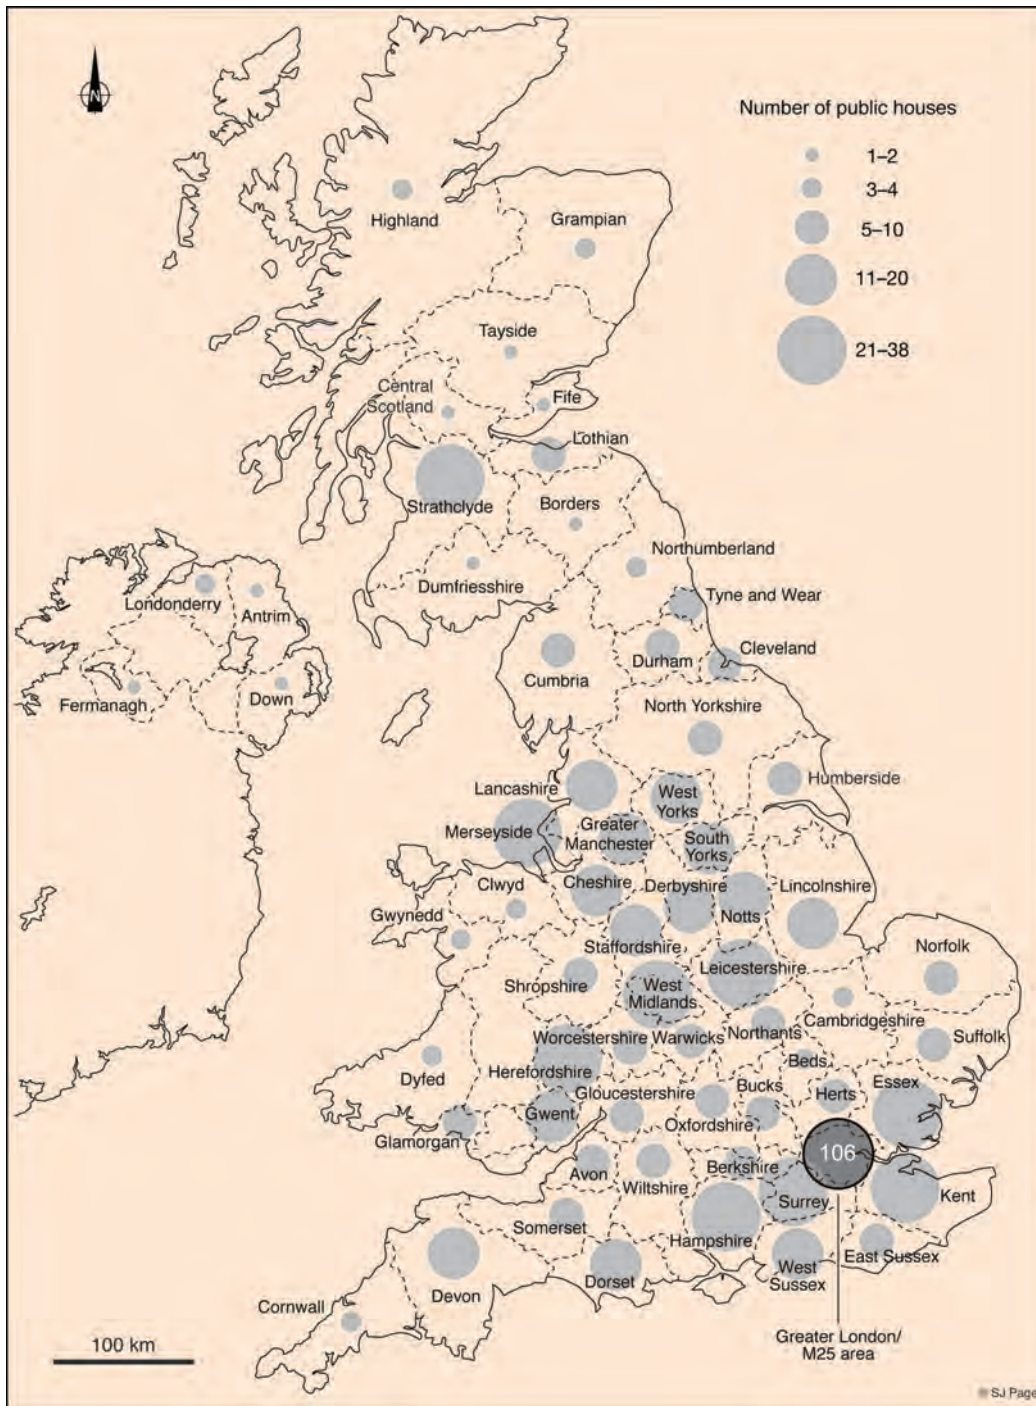 N
Number of public houses
1–2
3–4
5–10
11–20
21–38
Highland
Grampian
Tayside
Central
Scotland
Fife
Lothian
Strathclyde
Borders
Northumberland
Dumfriesshire
Londonderry
Antrim
Tyne and Wear
Durham
Cleveland
Cumbria
Fermanagh
Down
North Yorkshire
Lancashire
West
Yorks
Humberside
Merseyside
Greater
Manchester
South
Yorks
Clwyd
Cheshire
Derbyshire
Lincolnshire
Gwynedd
Notts
Staffordshire
Norfolk
Leicestershire
Shropshire
West
Midlands
Cambridgeshire
Worcestershire
Warwicks
Northants
Suffolk
Beds
Dyfed
Herefordshire
Gloucestershire
Bucks
Herts
Essex
Gwent
Oxfordshire
Glamorgan
106
Avon
Berkshire
Wiltshire
Surrey
Kent
Somerset
Hampshire
East Sussex
West
Sussex
Dorset
Devon
Cornwall
100 km
Greater London/
M25 area
SJ Page